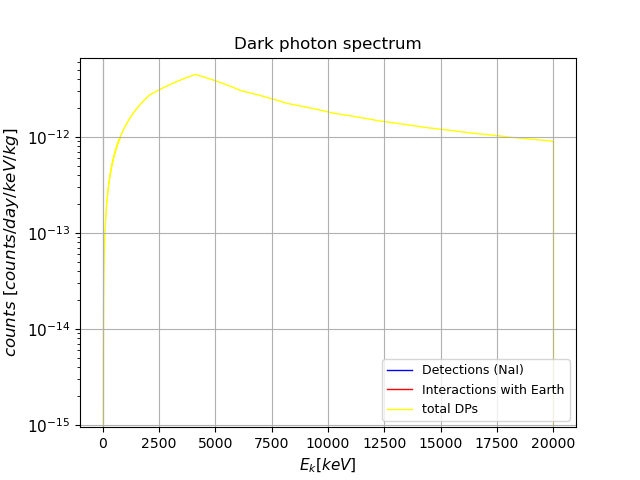 Dark photon spectrum
counts [counts/day/keV/kg]
10⁻¹²
10⁻¹³
10⁻¹⁴
10⁻¹⁵
Detections (NaI)
Interactions with Earth
total DPs
0 2500 5000 7500 10000 12500 15000 17500 20000
Eₖ[keV]